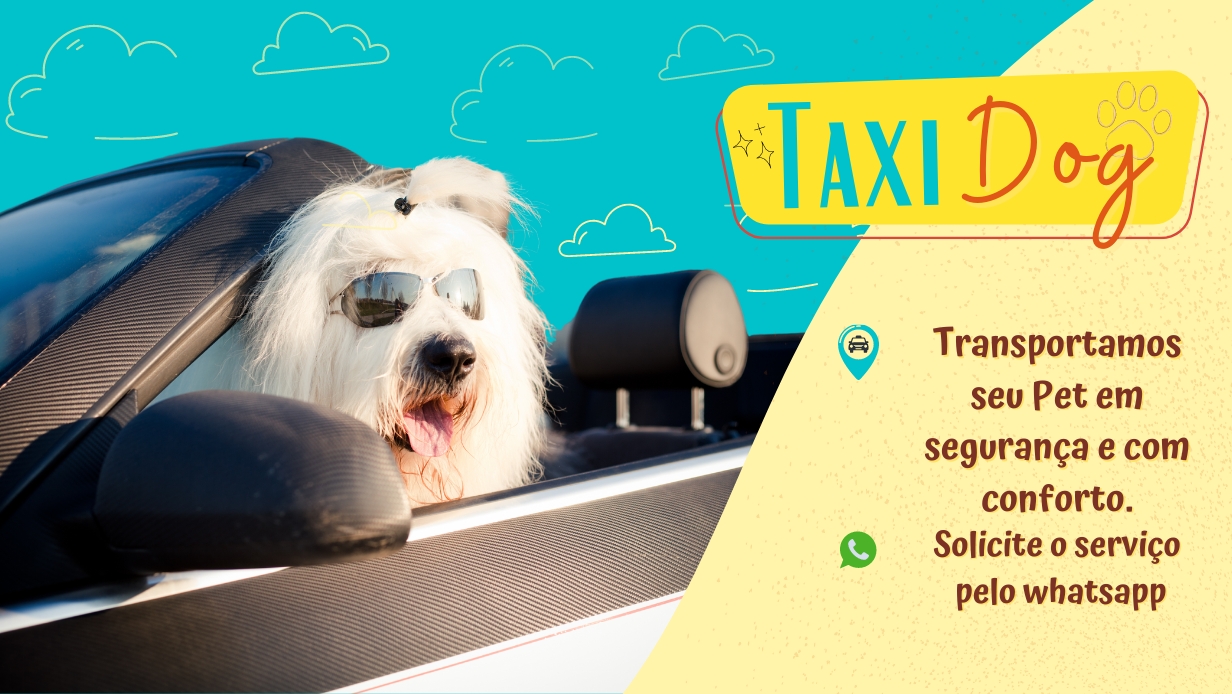 TAXI Dog
Transportamos
seu Pet em
segurança e com
conforto.
Solicite o serviço
pelo whatsapp